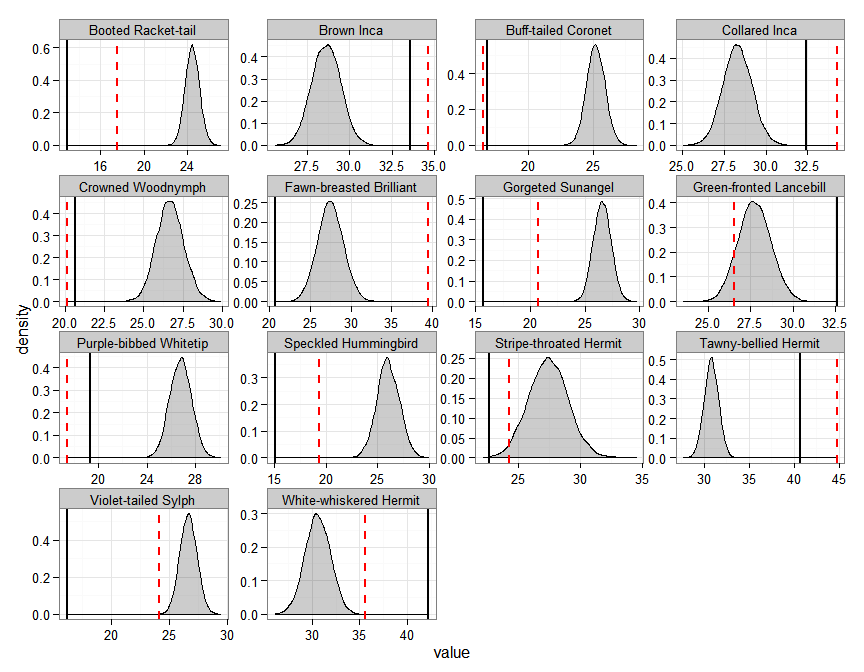 Booted Racket-tail Brown Inca Buff-tailed Coronet Collared Inca
0.6 0.4 0.2 0.0
0.4 0.3 0.2 0.1 0.0
0.4 0.2 0.0
0.4 0.3 0.2 0.1 0.0
16 20 24
27.5 30.0 32.5 35.0
20 25
25.0 27.5 30.0 32.5
Crowned Woodnymph Fawn-breasted Brilliant Gorgeted Sunangel Green-fronted Lancebill
0.4 0.3 0.2 0.1 0.0
0.25 0.20 0.15 0.10 0.05 0.00
0.5 0.4 0.3 0.2 0.1 0.0
0.4 0.3 0.2 0.1 0.0
20.0 22.5 25.0 27.5 30.0
20 25 30 35 40
15 20 25 30
25.0 27.5 30.0 32.5
density
Purple-bibbed Whitetip Speckled Hummingbird Stripe-throated Hermit Tawny-bellied Hermit
0.4 0.3 0.2 0.1 0.0
0.3 0.2 0.1 0.0
0.25 0.20 0.15 0.10 0.05 0.00
0.5 0.4 0.3 0.2 0.1 0.0
20 24 28
15 20 25 30
25 30 35
30 35 40 45
Violet-tailed Sylph White-whiskered Hermit
0.4 0.2 0.0
0.3 0.2 0.1 0.0
20 25 30
30 35 40
value